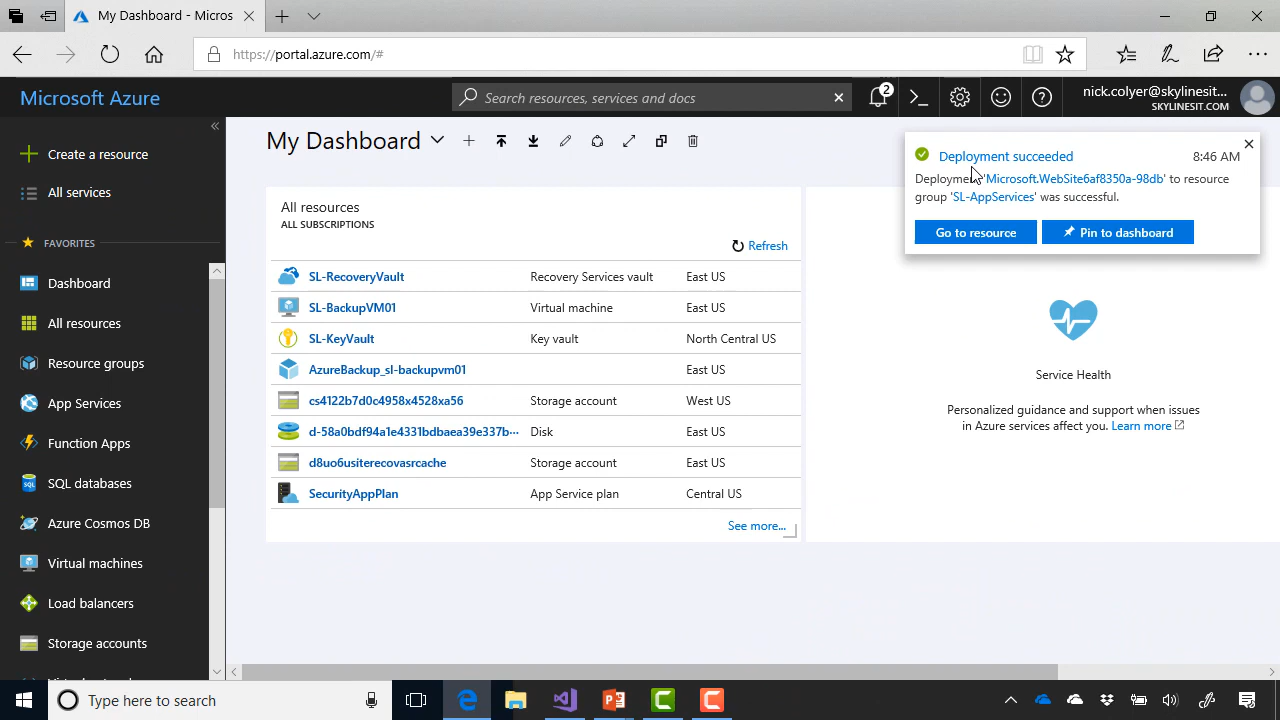 My Dashboard - Micros
https://portal.azure.com/#
Microsoft Azure
Search resources, services and docs
2
nick.colyer@skylinesit....
SKYLINESIT.COM
Create a resource
All services
FAVORITES
Dashboard
All resources
Resource groups
App Services
Function Apps
SQL databases
Azure Cosmos DB
Virtual machines
Load balancers
Storage accounts
My Dashboard
All resources
ALL SUBSCRIPTIONS
Refresh
SL-RecoveryVault Recovery Services vault East US
SL-BackupVM01 Virtual machine East US
SL-KeyVault Key vault North Central US
AzureBackup_sl-backupvm01 East US
cs4122b7d0c4958x4528xa56 Storage account West US
d-58a0bdf94a1e4331bdbaea39e337b··· Disk East US
d8uo6usiterecovasrcache Storage account East US
SecurityAppPlan App Service plan Central US
See more...
Deployment succeeded 8:46 AM
Deployment 'Microsoft.WebSite6af8350a-98db' to resource
group 'SL-AppServices' was successful.
Go to resource
Pin to dashboard
Service Health
Personalized guidance and support when issues
in Azure services affect you. Learn more
Type here to search